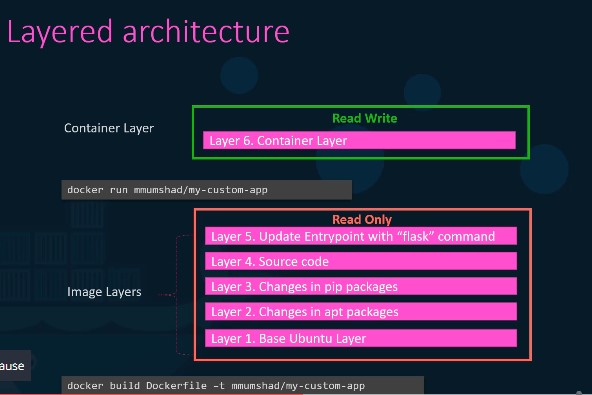 Layered architecture
Read Write
Container Layer
Layer 6. Container Layer
docker run mmumshad/my-custom-app
Read Only
Layer 5. Update Entrypoint with “flask” command
Layer 4. Source code
Layer 3. Changes in pip packages
Image Layers
Layer 2. Changes in apt packages
Layer 1. Base Ubuntu Layer
ause
docker build Dockerfile -t mmumshad/my-custom-app